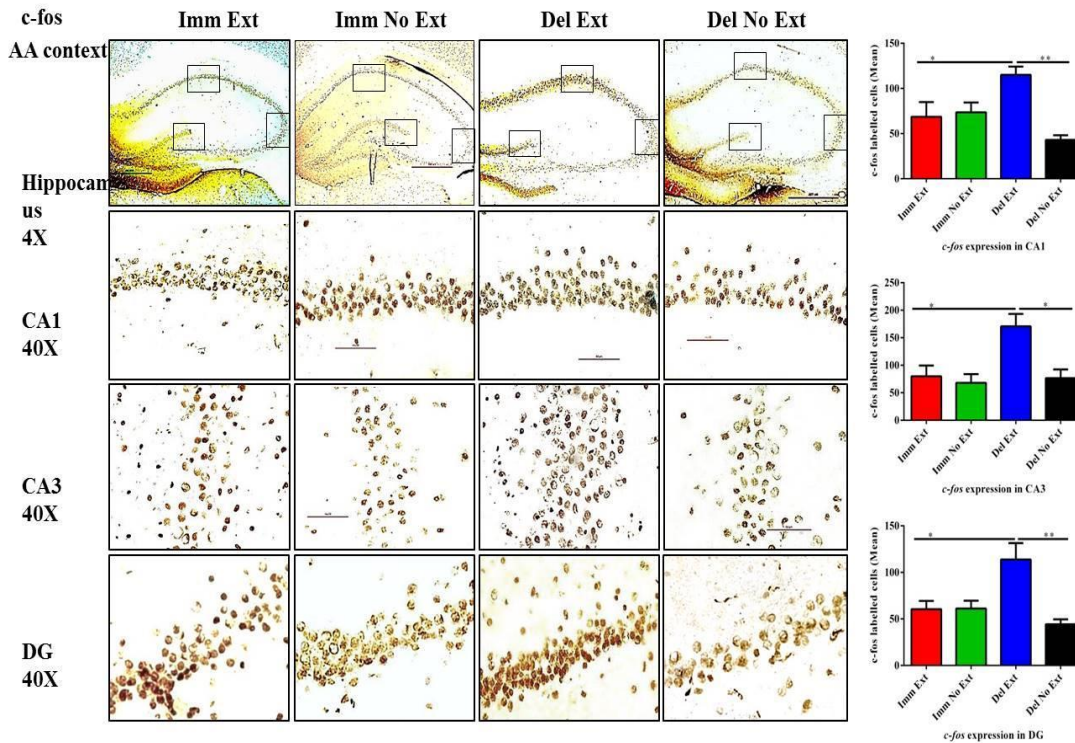 c-fos
Imm Ext
Imm No Ext
Del Ext
Del No Ext
AA context
Hippocam
us
4X
CA1
40X
CA3
40X
DG
40X
c-fos labelled cells (Mean)
150
100
50
0
*
**
Imm Ext
Imm No Ext
Del Ext
Del No Ext
c-fos expression in CA1
c-fos labelled cells (Mean)
250
200
150
100
50
0
*
*
Imm Ext
Imm No Ext
Del Ext
Del No Ext
c-fos expression in CA3
c-fos labelled cells (Mean)
150
100
50
0
*
**
Imm Ext
Imm No Ext
Del Ext
Del No Ext
c-fos expression in DG